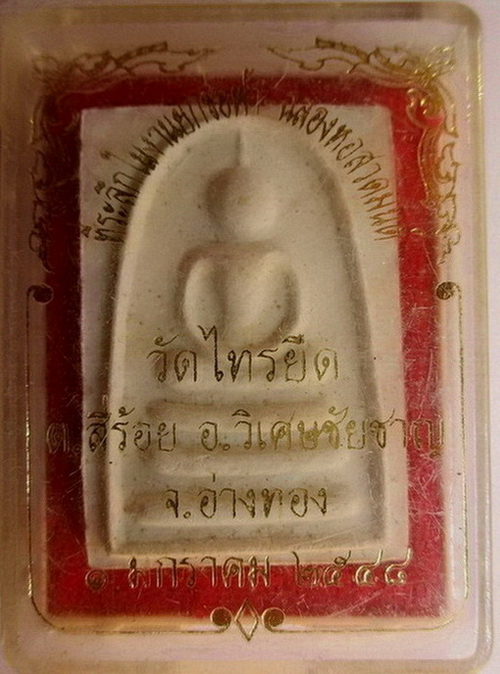 ที่ระลึกในงานยกช่อฟ้า ฉลองหอสวดมนต์
วัดไทรยืด
ต.สี่ร้อย อ.วิเศษชัยชาญ
จ.อ่างทอง
๑ มกราคม ๒๕๔๘